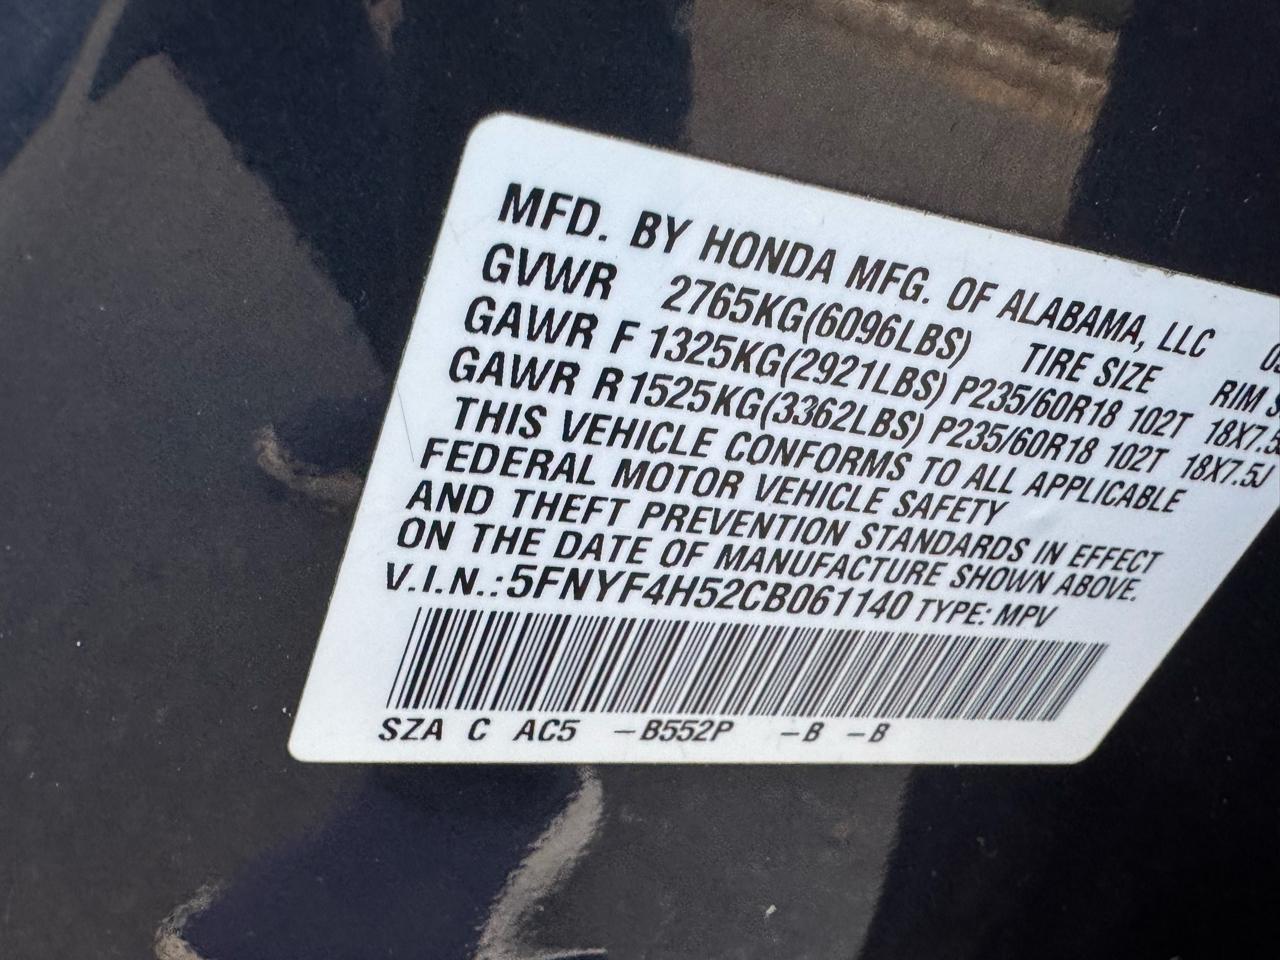 MFD. BY HONDA MFG. OF ALABAMA, LLC
GVWR 2765KG(6096LBS) TIRE SIZE RIM
GAWR F 1325KG(2921LBS) P235/60R18 102T 18X7.5
GAWR R 1525KG(3362LBS) P235/60R18 102T 18X7.5J
THIS VEHICLE CONFORMS TO ALL APPLICABLE
FEDERAL MOTOR VEHICLE SAFETY
AND THEFT PREVENTION STANDARDS IN EFFECT
ON THE DATE OF MANUFACTURE SHOWN ABOVE.
V.I.N.: 5FNYF4H52CB061140 TYPE: MPV
SZA C AC5 -B552P -B -B